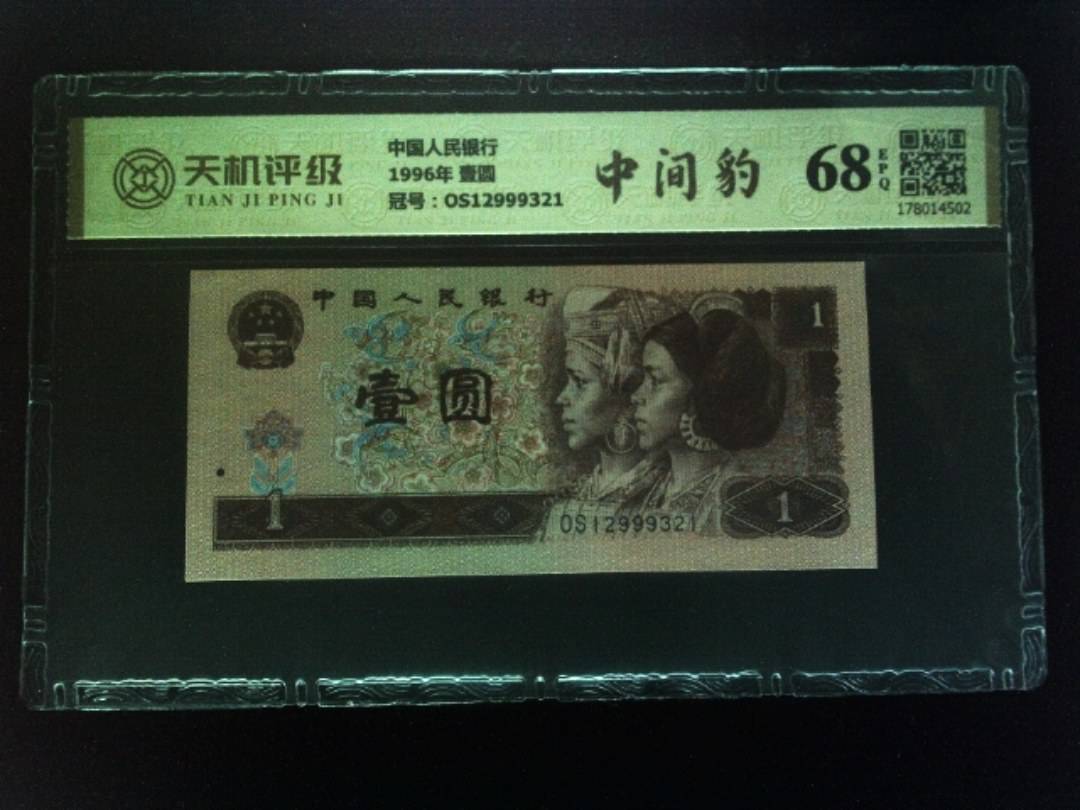 天机评级
TIAN JI PING JI
中国人民银行
1996年 壹圆
冠号：OS12999321
中间豹
68
EPQ
178014502
中国人民银行
1
壹圆
1
OS12999321
1